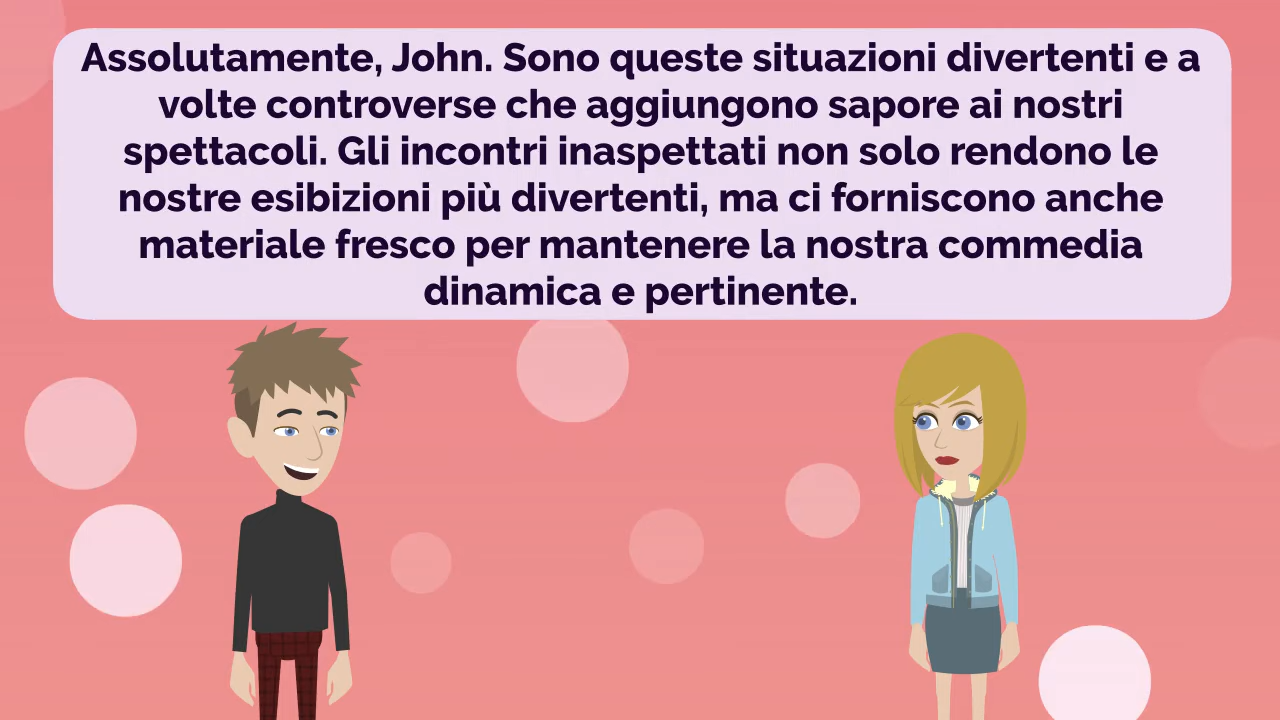 Assolutamente, John. Sono queste situazioni divertenti e a
volte controverse che aggiungono sapore ai nostri
spettacoli. Gli incontri inaspettati non solo rendono le
nostre esibizioni più divertenti, ma ci forniscono anche
materiale fresco per mantenere la nostra commedia
dinamica e pertinente.